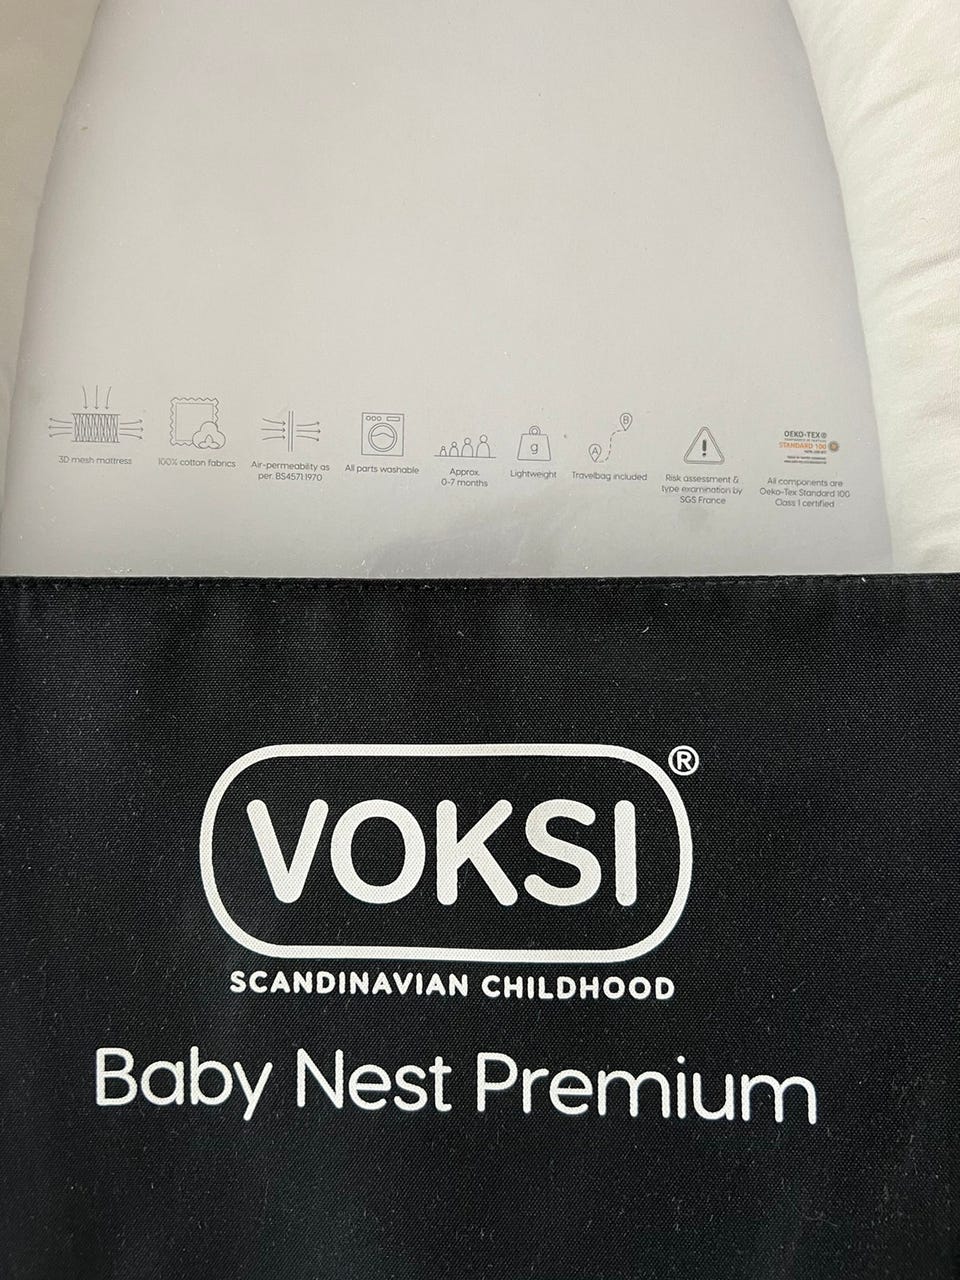 3D mesh mattress
100% cotton fabrics
Air-permeability as
per. BS4571:1970
All parts washable
Approx.
0-7 months
g
Lightweight
A
B
Travelbag included
Risk assessment &
type examination by
SGS France
OEKO-TEX®
STANDARD 100
All components are
Oeko-Tex Standard 100
Class 1 certified
VOKSI®
SCANDINAVIAN CHILDHOOD
Baby Nest Premium